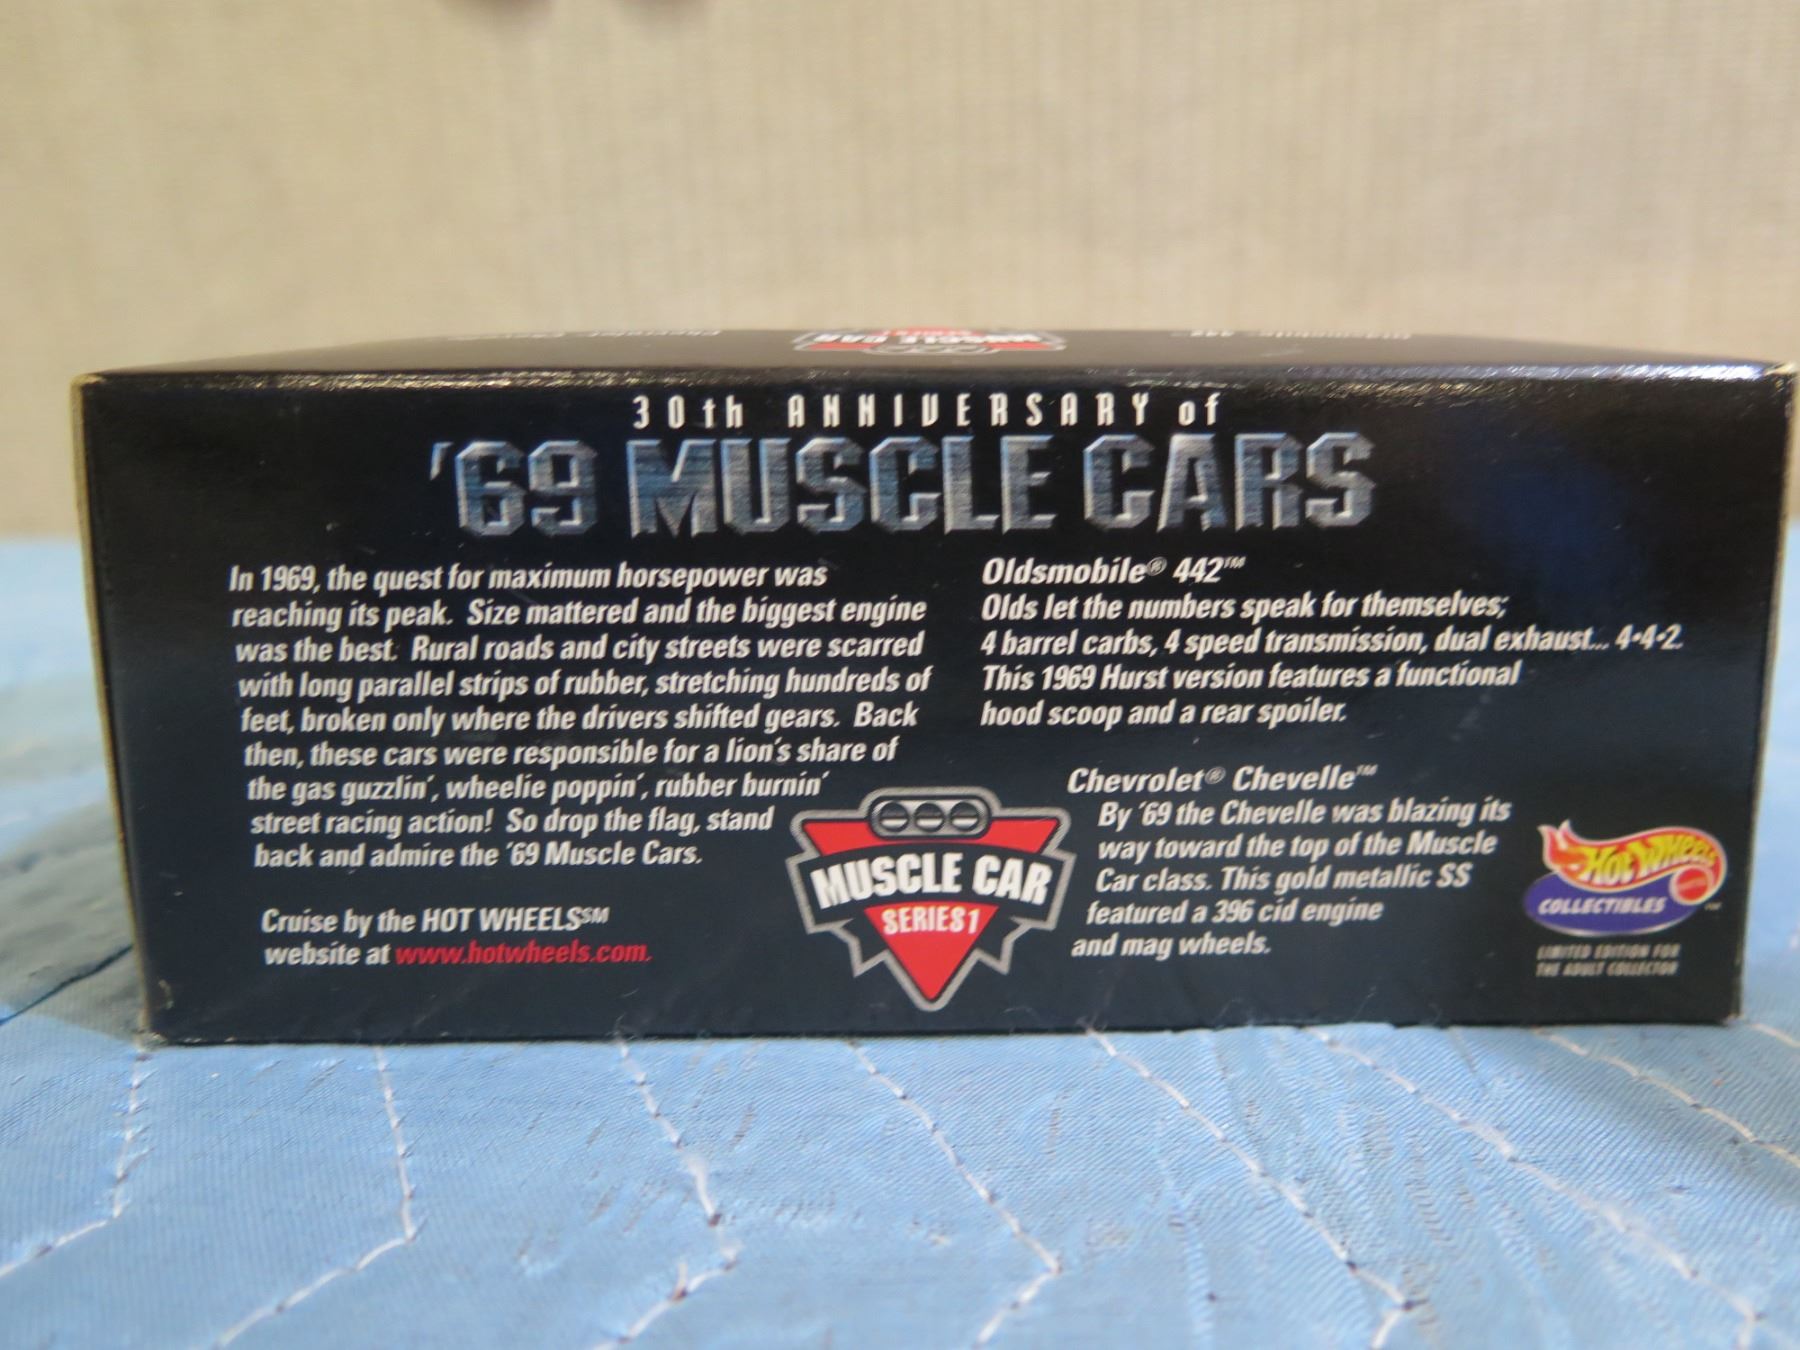 30th ANNIVERSARY of
'69 MUSCLE CARS
In 1969, the quest for maximum horsepower was
reaching its peak. Size mattered and the biggest engine
was the best. Rural roads and city streets were scarred
with long parallel strips of rubber, stretching hundreds of
feet, broken only where the drivers shifted gears. Back
then, these cars were responsible for a lion's share of
the gas guzzlin', wheelie poppin', rubber burnin'
street racing action! So drop the flag, stand
back and admire the '69 Muscle Cars.
Cruise by the HOT WHEELS℠
website at www.hotwheels.com.
MUSCLE CAR
SERIES 1
Oldsmobile® 442™
Olds let the numbers speak for themselves;
4 barrel carbs, 4 speed transmission, dual exhaust... 4•4•2.
This 1969 Hurst version features a functional
hood scoop and a rear spoiler.
Chevrolet® Chevelle™
By '69 the Chevelle was blazing its
way toward the top of the Muscle
Car class. This gold metallic SS
featured a 396 cid engine
and mag wheels.
HOT WHEELS
COLLECTIBLES™
LIMITED EDITION FOR
THE ADULT COLLECTOR